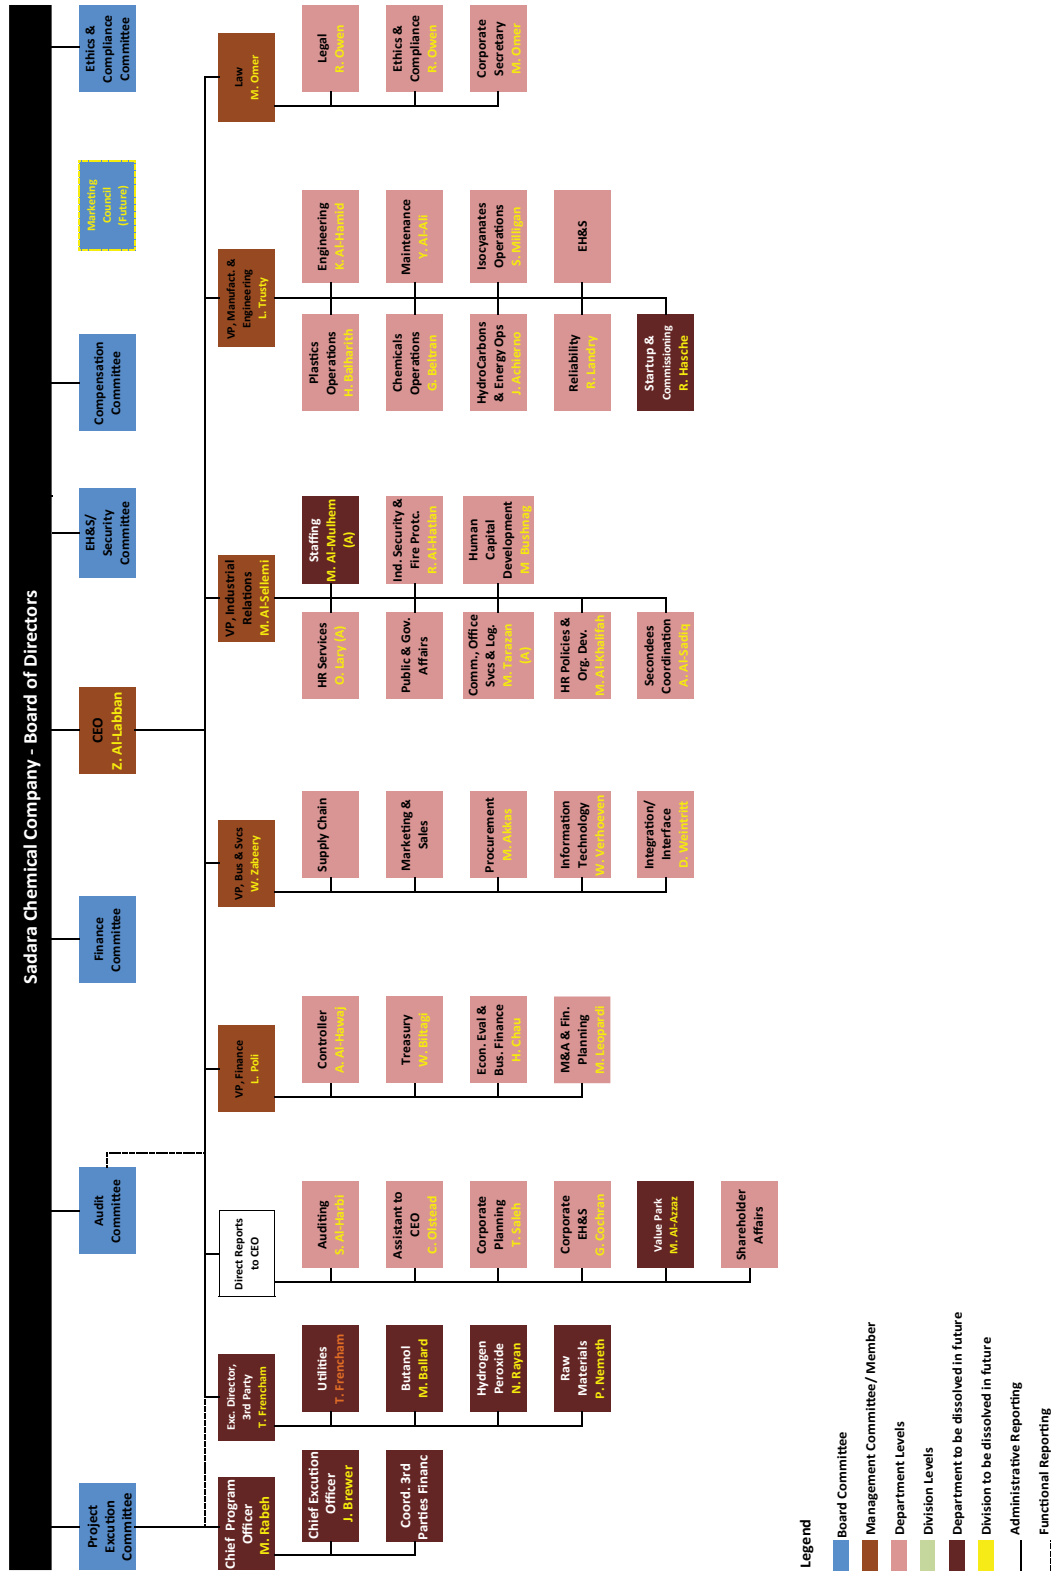 Sadara Chemical Company - Board of Directors
Project
Excution
Committee
Audit
Committee
Finance
Committee
CEO
Z. Al-Labban
EH&S/
Security
Committee
Compensation
Committee
Marketing
Council
(Future)
Ethics &
Compliance
Committee
Chief Program
Officer
M. Rabeh
Chief Excution
Officer
J. Brewer
Coord. 3rd
Parties Financ
Exc. Director,
3rd Party
T. Frencham
Utilities
T. Frencham
Butanol
M. Ballard
Hydrogen
Peroxide
N. Rayan
Raw
Materials
P. Nemeth
Direct Reports
to CEO
Auditing
S. Al-Harbi
Assistant to
CEO
C. Olstead
Corporate
Planning
T. Saleh
Corporate
EH&S
G. Cochran
Value Park
M. Al-Azzaz
Shareholder
Affairs
VP, Finance
L. Poli
Controller
A. Al-Hawaj
Treasury
W. Biltagi
Econ. Eval &
Bus. Finance
H. Chau
M&A & Fin.
Planning
M. Leopardi
VP, Bus & Svcs
W. Zabeery
Supply Chain
Marketing &
Sales
Procurement
M. Akkas
Information
Technology
W. Verhoeven
Integration/
Interface
D. Weintritt
VP, Industrial
Relations
M. Al-Sellemi
HR Services
O. Lary (A)
Staffing
M. Al-Mulhem
(A)
Public & Gov.
Affairs
Ind. Security &
Fire Protc.
R. Al-Hatlan
Comm., Office
Svcs & Log.
M. Tarazan
(A)
Human
Capital
Development
M Bushnag
HR Policies &
Org. Dev.
M. Al-Khalifah
Secondees
Coordination
A. Al-Sadiq
VP, Manufact. &
Engineering
L. Trusty
Plastics
Operations
H. Balharith
Engineering
K. Al-Hamid
Chemicals
Operations
G. Beltran
Maintenance
Y. Al-Ali
HydroCarbons
& Energy Ops
J. Achierno
Isocyanates
Operations
S. Milligan
Reliability
R. Landry
EH&S
Startup &
Commissioning
R. Hasche
Law
M. Omer
Legal
R. Owen
Ethics &
Compliance
R. Owen
Corporate
Secretary
M. Omer
Legend
Board Committee
Management Committee/ Member
Department Levels
Division Levels
Department to be dissolved in future
Division to be dissolved in future
Administrative Reporting
Functional Reporting